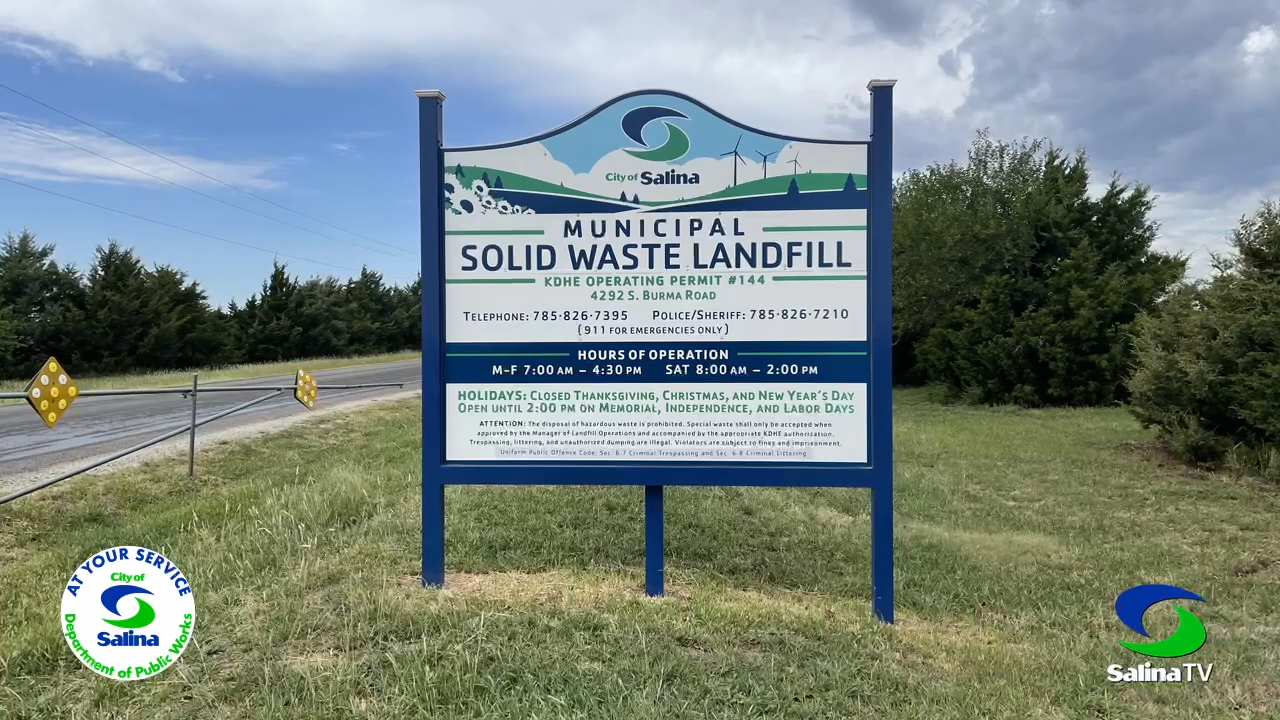 City of Salina
MUNICIPAL
SOLID WASTE LANDFILL
KDHE OPERATING PERMIT #144
4292 S. BURMA ROAD
TELEPHONE: 785-826-7395 POLICE/SHERIFF: 785-826-7210
(911 FOR EMERGENCIES ONLY)
HOURS OF OPERATION
M-F 7:00 AM – 4:30 PM SAT 8:00 AM – 2:00 PM
HOLIDAYS: CLOSED THANKSGIVING, CHRISTMAS, AND NEW YEAR'S DAY
OPEN UNTIL 2:00 PM ON MEMORIAL, INDEPENDENCE, AND LABOR DAYS
ATTENTION: The disposal of hazardous waste is prohibited. Special waste shall only be accepted when
approved by the Manager of Landfill Operations and accompanied by the appropriate KDHE authorization.
Trespassing, littering, and unauthorized dumping are illegal. Violators are subject to fines and imprisonment.
Uniform Public Offense Code: Sec. 6.7 Criminal Trespassing and Sec. 6.8 Criminal Littering
AT YOUR SERVICE
City of
Salina
Department of Public Works
SalinaTV